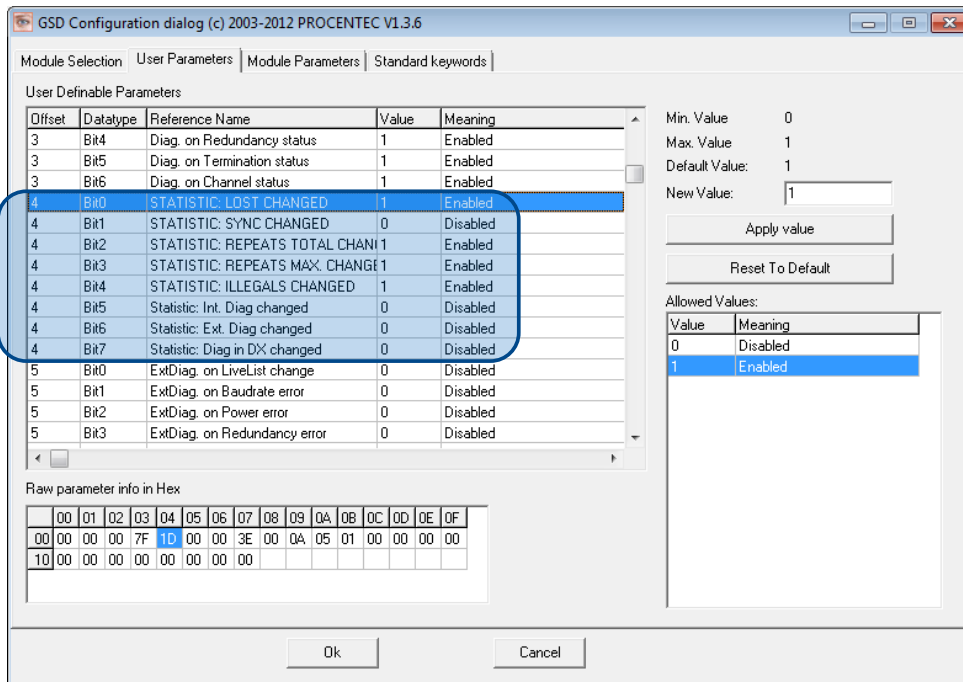 GSD Configuration dialog (c) 2003-2012 PROCENTEC V1.3.6
Module Selection User Parameters Module Parameters Standard keywords
User Definable Parameters
Offset Datatype Reference Name Value Meaning
3 Bit4 Diag. on Redundancy status 1 Enabled
3 Bit5 Diag. on Termination status 1 Enabled
3 Bit6 Diag. on Channel status 1 Enabled
4 Bit0 STATISTIC: LOST CHANGED 1 Enabled
4 Bit1 STATISTIC: SYNC CHANGED 0 Disabled
4 Bit2 STATISTIC: REPEATS TOTAL CHAN 1 Enabled
4 Bit3 STATISTIC: REPEATS MAX. CHANGE 1 Enabled
4 Bit4 STATISTIC: ILLEGALS CHANGED 1 Enabled
4 Bit5 Statistic: Int. Diag changed 0 Disabled
4 Bit6 Statistic: Ext. Diag changed 0 Disabled
4 Bit7 Statistic: Diag in DX changed 0 Disabled
5 Bit0 ExtDiag. on LiveList change 0 Disabled
5 Bit1 ExtDiag. on Baudrate error 0 Disabled
5 Bit2 ExtDiag. on Power error 0 Disabled
5 Bit3 ExtDiag. on Redundancy error 0 Disabled
Min. Value 0
Max. Value 1
Default Value: 1
New Value: 1
Apply value
Reset To Default
Allowed Values:
Value Meaning
0 Disabled
1 Enabled
Raw parameter info in Hex
00 01 02 03 04 05 06 07 08 09 0A 0B 0C 0D 0E 0F
00 00 00 00 7F 1D 00 00 3E 00 0A 05 01 00 00 00 00
10 00 00 00 00 00 00 00 00
Ok Cancel